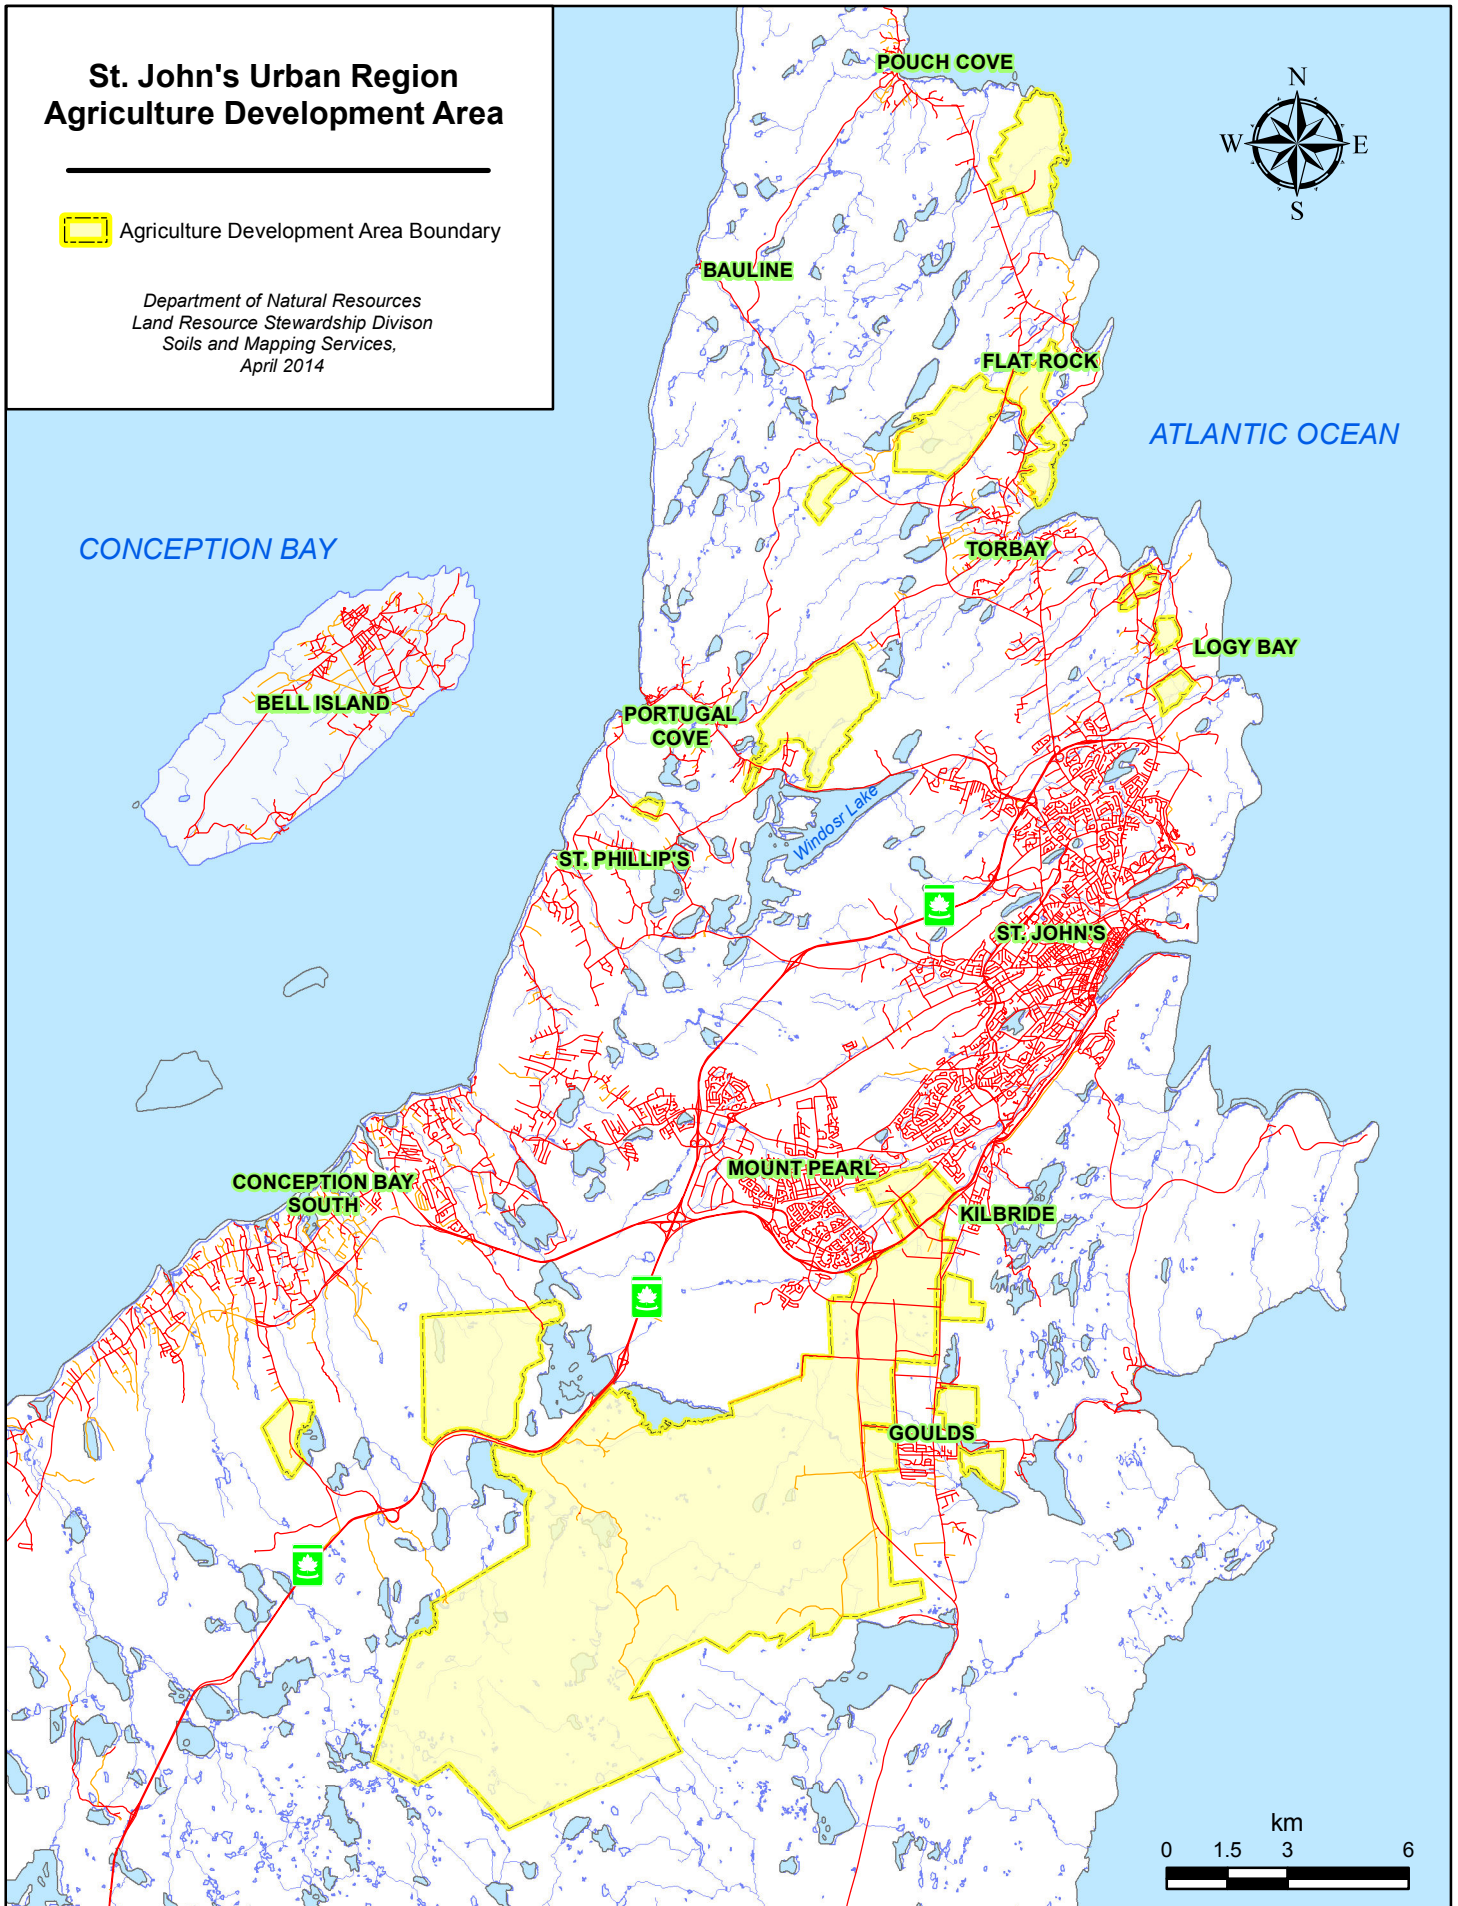 St. John's Urban Region
Agriculture Development Area
Agriculture Development Area Boundary
Department of Natural Resources
Land Resource Stewardship Divison
Soils and Mapping Services,
April 2014
N
W
E
S
POUCH COVE
BAULINE
FLAT ROCK
ATLANTIC OCEAN
CONCEPTION BAY
TORBAY
LOGY BAY
BELL ISLAND
PORTUGAL
COVE
Windosr Lake
ST. PHILLIP'S
ST. JOHN'S
MOUNT PEARL
CONCEPTION BAY
SOUTH
KILBRIDE
GOULDS
km
0 1.5 3 6